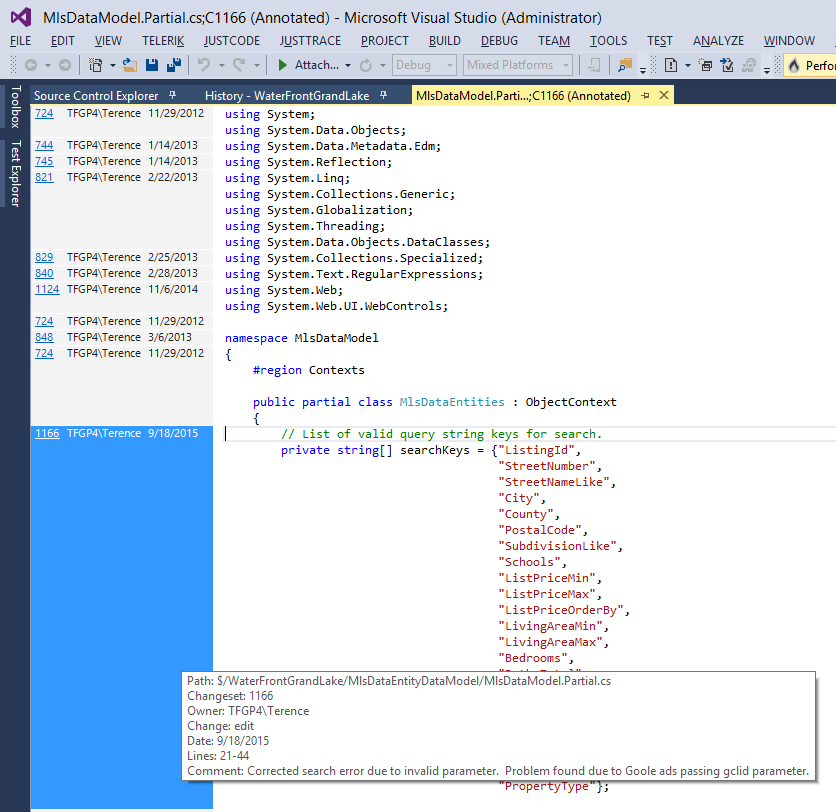 MlsDataModel.Partial.cs;C1166 (Annotated) - Microsoft Visual Studio (Administrator)
FILE EDIT VIEW TELERIK JUSTCODE JUSTTRACE PROJECT BUILD DEBUG TEAM TOOLS TEST ANALYZE WINDOW
Attach... Debug Mixed Platforms Perfor
Toolbox
Test Explorer
Source Control Explorer History - WaterFrontGrandLake MlsDataModel.Parti...;C1166 (Annotated)
724 TFGP4\Terence 11/29/2012 using System;
using System.Data.Objects;
744 TFGP4\Terence 1/14/2013 using System.Data.Metadata.Edm;
745 TFGP4\Terence 1/14/2013 using System.Reflection;
821 TFGP4\Terence 2/22/2013 using System.Linq;
using System.Collections.Generic;
using System.Globalization;
using System.Threading;
using System.Data.Objects.DataClasses;
829 TFGP4\Terence 2/25/2013 using System.Collections.Specialized;
840 TFGP4\Terence 2/28/2013 using System.Text.RegularExpressions;
1124 TFGP4\Terence 11/6/2014 using System.Web;
using System.Web.UI.WebControls;
724 TFGP4\Terence 11/29/2012
848 TFGP4\Terence 3/6/2013 namespace MlsDataModel
724 TFGP4\Terence 11/29/2012 {
#region Contexts
public partial class MlsDataEntities : ObjectContext
{
1166 TFGP4\Terence 9/18/2015 // List of valid query string keys for search.
private string[] searchKeys = {"ListingId",
"StreetNumber",
"StreetNameLike",
"City",
"County",
"PostalCode",
"SubdivisionLike",
"Schools",
"ListPriceMin",
"ListPriceMax",
"ListPriceOrderBy",
"LivingAreaMin",
"LivingAreaMax",
"Bedrooms",
Path: $/WaterFrontGrandLake/MlsDataEntityDataModel/MlsDataModel.Partial.cs
Changeset: 1166
Owner: TFGP4\Terence
Change: edit
Date: 9/18/2015
Lines: 21-44
Comment: Corrected search error due to invalid parameter. Problem found due to Goole ads passing gclid parameter.
"PropertyType"};